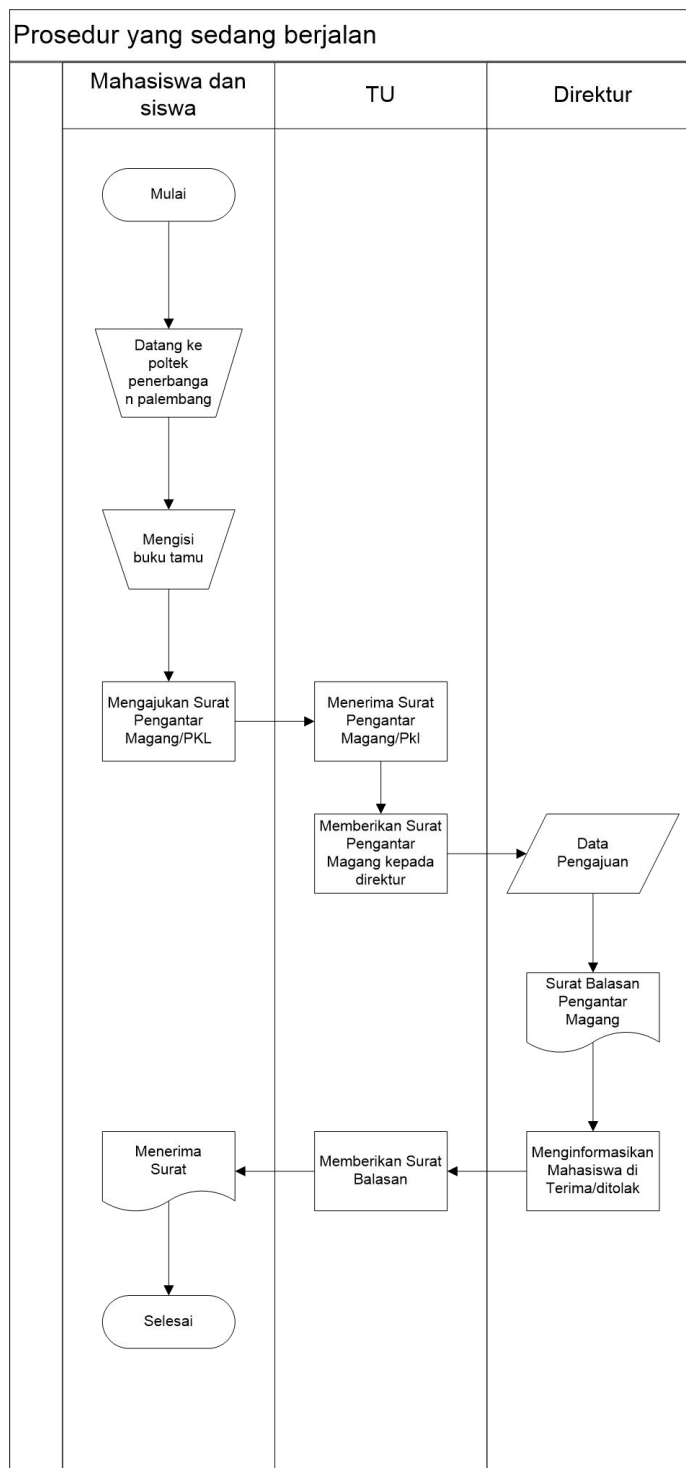 Prosedur yang sedang berjalan
Mahasiswa dan
siswa
TU
Direktur
Mulai
Datang ke
poltek
penerbanga
n palembang
Mengisi
buku tamu
Mengajukan Surat
Pengantar
Magang/PKL
Menerima Surat
Pengantar
Magang/Pkl
Memberikan Surat
Pengantar
Magang kepada
direktur
Data
Pengajuan
Surat Balasan
Pengantar
Magang
Menginformasikan
Mahasiswa di
Terima/ditolak
Memberikan Surat
Balasan
Menerima
Surat
Selesai